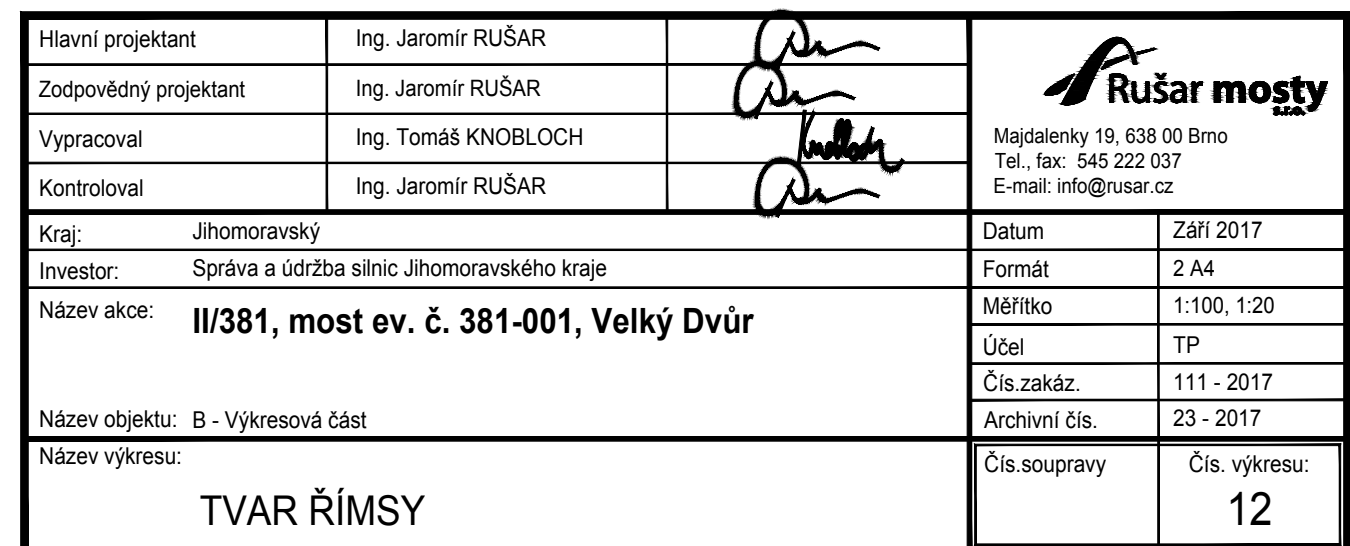 Hlavní projektant Ing. Jaromír RUŠAR
Zodpovědný projektant Ing. Jaromír RUŠAR
Vypracoval Ing. Tomáš KNOBLOCH Knobloch
Kontroloval Ing. Jaromír RUŠAR
Rušar mosty
s.r.o.
Majdalenky 19, 638 00 Brno
Tel., fax: 545 222 037
E-mail: info@rusar.cz
Kraj: Jihomoravský
Investor: Správa a údržba silnic Jihomoravského kraje
Název akce: II/381, most ev. č. 381-001, Velký Dvůr
Název objektu: B - Výkresová část
Datum Září 2017
Formát 2 A4
Měřítko 1:100, 1:20
Účel TP
Čís.zakáz. 111 - 2017
Archivní čís. 23 - 2017
Název výkresu:
TVAR ŘÍMSY
Čís.soupravy Čís. výkresu:
12